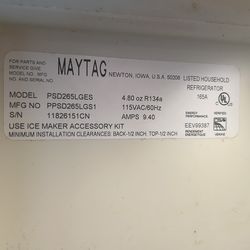 FOR PARTS AND
SERVICE GIVE
MODEL NO., MFG
NO. AND SERIAL NO.
MAYTAG
NEWTON, IOWA, U.S.A. 50208
LISTED HOUSEHOLD
REFRIGERATOR
165A
MODEL PSD265LGES 4.80 oz R134a
MFG NO PPSD265LGS1 115VAC/60Hz
S/N 11826151CN AMPS 9.40
EEV99387
USE ICE MAKER ACCESSORY KIT
MINIMUM INSTALLATION CLEARANCES: BACK-1/2 INCH, TOP-1/2 INCH